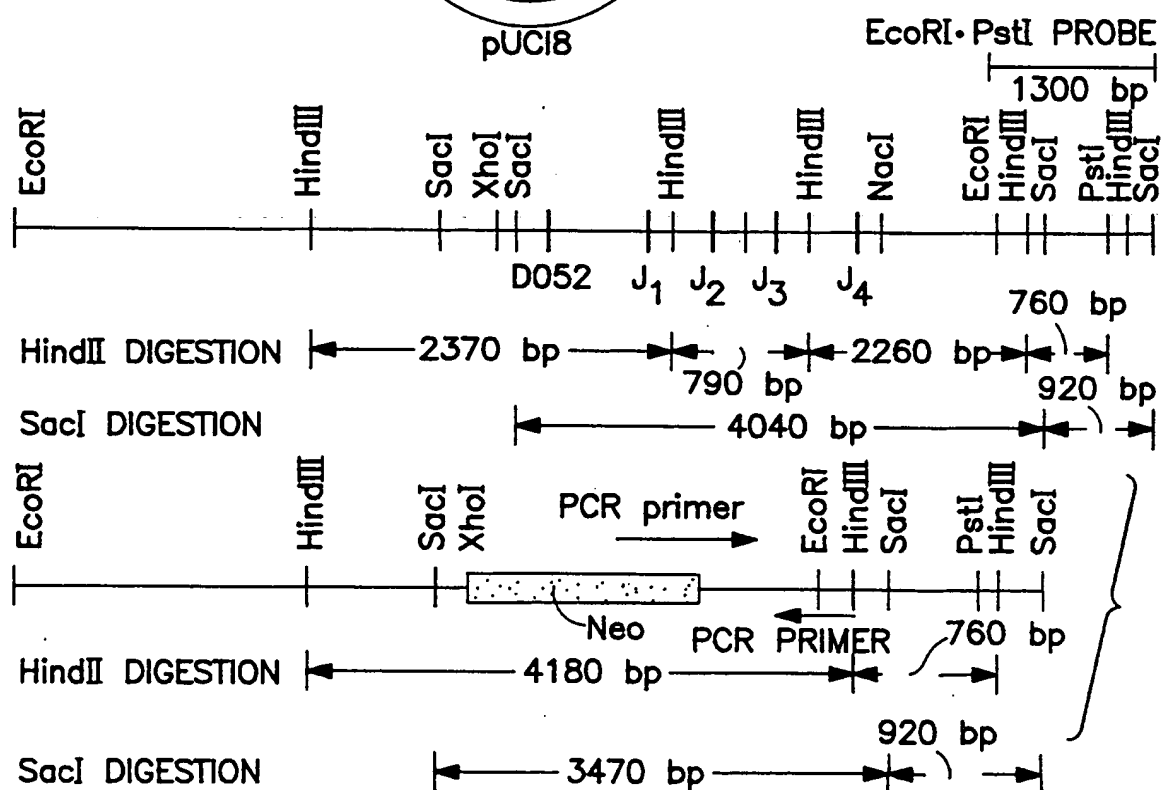 pUC18
EcoRI•PstI PROBE
1300 bp
EcoRI
HindIII
SacI
XhoI
SacI
HindIII
HindIII
NacI
EcoRI
HindIII
SacI
PstI
HindIII
SacI
D052
J1
J2
J3
J4
760 bp
HindII DIGESTION
2370 bp
790 bp
2260 bp
920 bp
SacI DIGESTION
4040 bp
EcoRI
HindIII
SacI
XhoI
PCR primer
EcoRI
HindIII
SacI
PstI
HindIII
SacI
Neo
PCR PRIMER
760 bp
HindII DIGESTION
4180 bp
920 bp
SacI DIGESTION
3470 bp